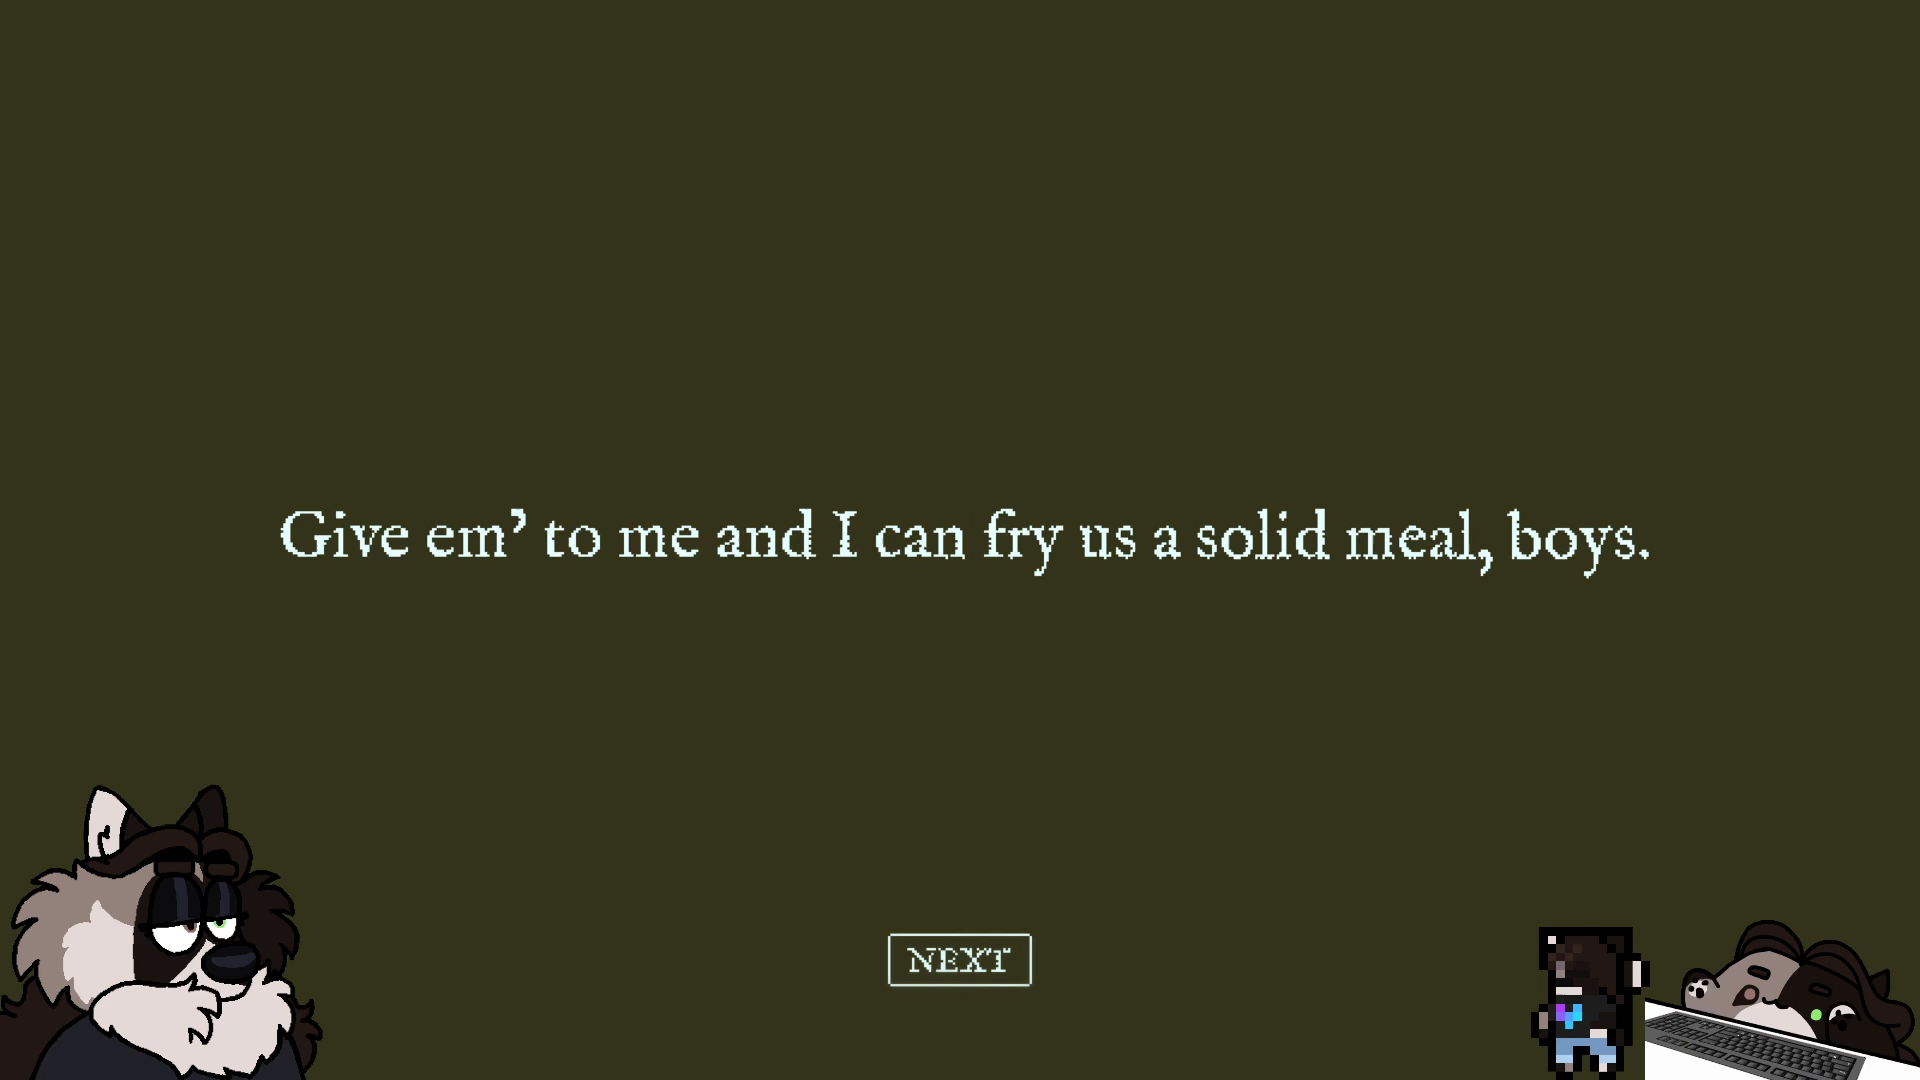 Give em’ to me and I can fry us a solid meal, boys.
NEXT